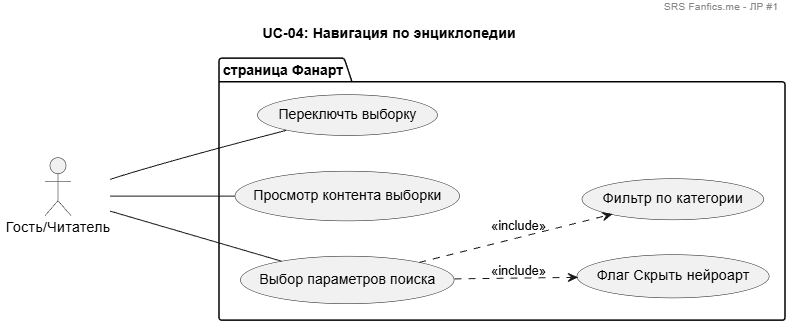 SRS Fanfics.me - ЛР #1
UC-04: Навигация по энциклопедии
страница Фанарт
Переключть выборку
Просмотр контента выборки
Фильтр по категории
«include»
Гость/Читатель
Выбор параметров поиска
«include»
Флаг Скрыть нейроарт